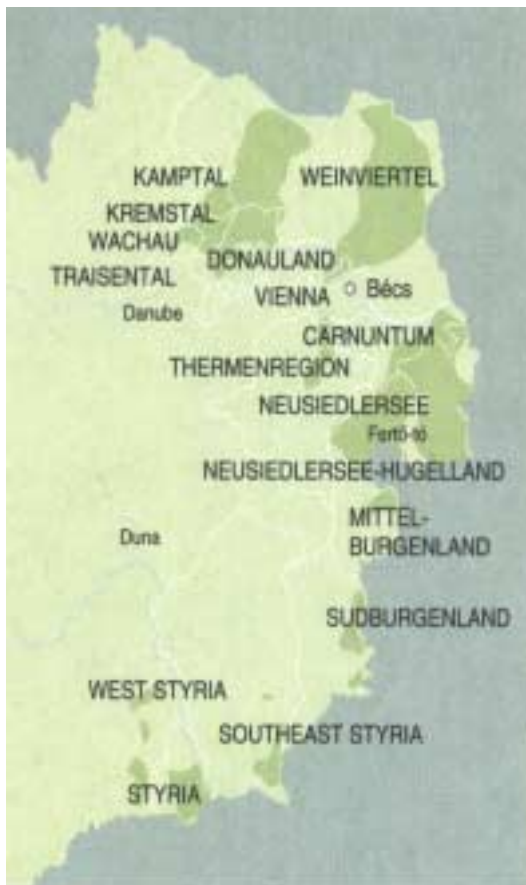 KAMPTAL
WEINVIERTEL
KREMSTAL
WACHAU
DONAULAND
TRAISENTAL
VIENNA
Bécs
Danube
CARNUNTUM
THERMENREGION
NEUSIEDLERSEE
Fertö-tó
NEUSIEDLERSEE-HUGELLAND
MITTEL-
BURGENLAND
Duna
SUDBURGENLAND
WEST STYRIA
SOUTHEAST STYRIA
STYRIA